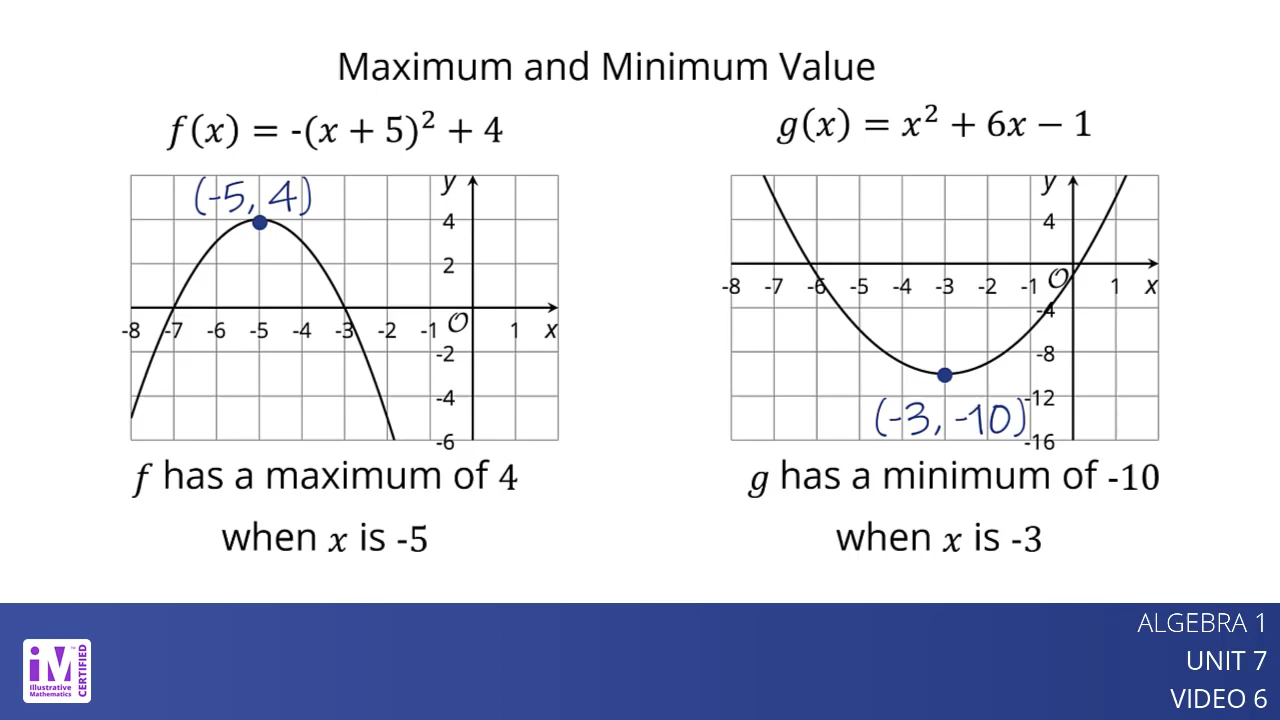 Maximum and Minimum Value
f(x) = -(x + 5)² + 4
(-5, 4)
y
4
2
-8 -7 -6 -5 -4 -3 -2 -1 O 1 x
-2
-4
-6
f has a maximum of 4
when x is -5
g(x) = x² + 6x − 1
y
4
-8 -7 -6 -5 -4 -3 -2 -1 O 1 x
-4
-8
-12
(-3, -10)
-16
g has a minimum of -10
when x is -3
iM™ CERTIFIED
Illustrative
Mathematics
ALGEBRA 1
UNIT 7
VIDEO 6